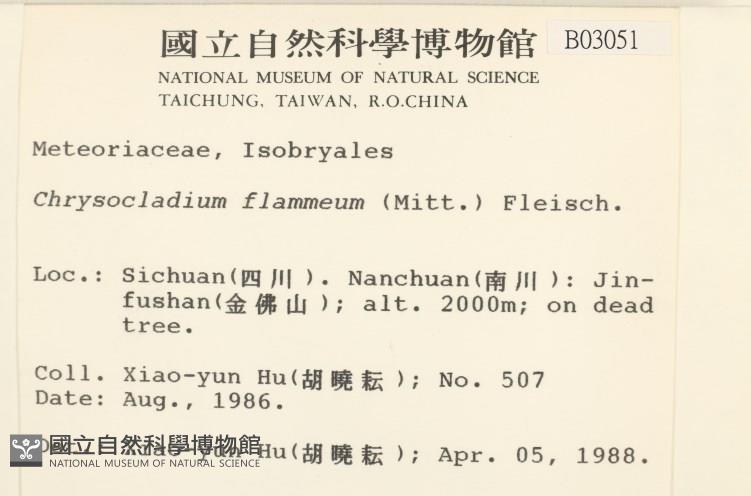 國立自然科學博物館
B03051
NATIONAL MUSEUM OF NATURAL SCIENCE
TAICHUNG, TAIWAN, R.O.CHINA
Meteoriaceae, Isobryales
Chrysocladium flammeum (Mitt.) Fleisch.
Loc.: Sichuan(四川). Nanchuan(南川): Jin-
fushan(金佛山); alt. 2000m; on dead
tree.
Coll. Xiao-yun Hu(胡曉耘); No. 507
Date: Aug., 1986.
Hu(胡曉耘); Apr. 05, 1988.
國立自然科學博物館
NATIONAL MUSEUM OF NATURAL SCIENCE